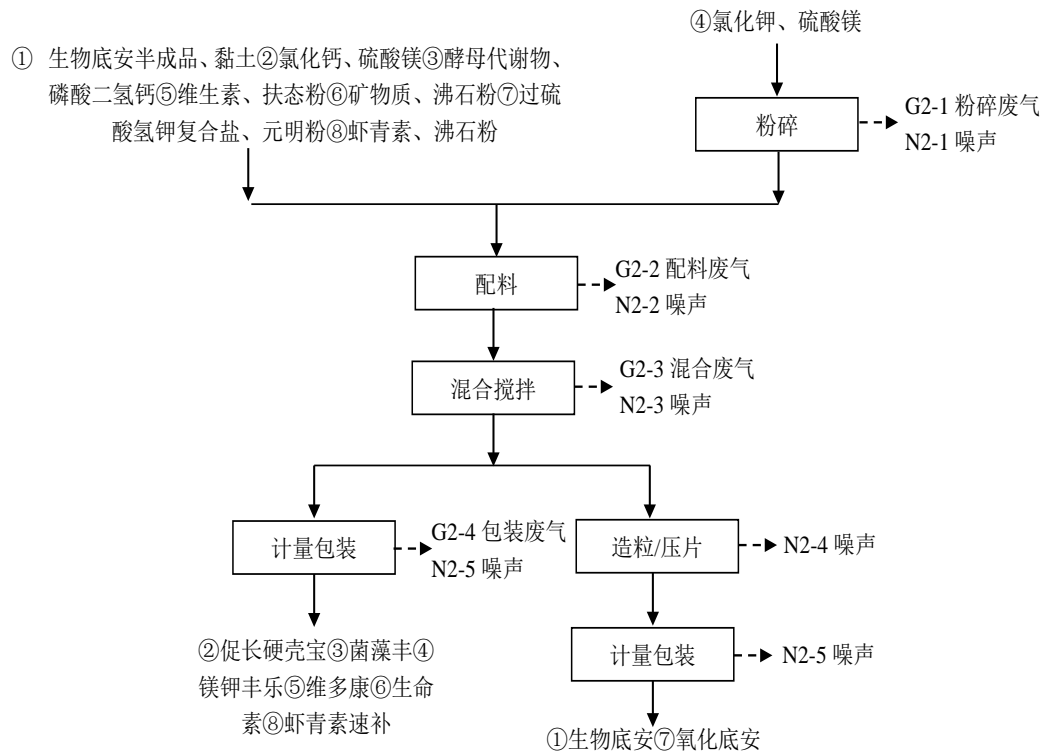 ④氯化钾、硫酸镁
① 生物底安半成品、黏土②氯化钙、硫酸镁③酵母代谢物、
磷酸二氢钙⑤维生素、扶态粉⑥矿物质、沸石粉⑦过硫
酸氢钾复合盐、元明粉⑧虾青素、沸石粉
粉碎
G2-1 粉碎废气
N2-1 噪声
配料
G2-2 配料废气
N2-2 噪声
混合搅拌
G2-3 混合废气
N2-3 噪声
计量包装
G2-4 包装废气
N2-5 噪声
造粒/压片
N2-4 噪声
②促长硬壳宝③菌藻丰④
镁钾丰乐⑤维多康⑥生命
素⑧虾青素速补
计量包装
N2-5 噪声
①生物底安⑦氧化底安